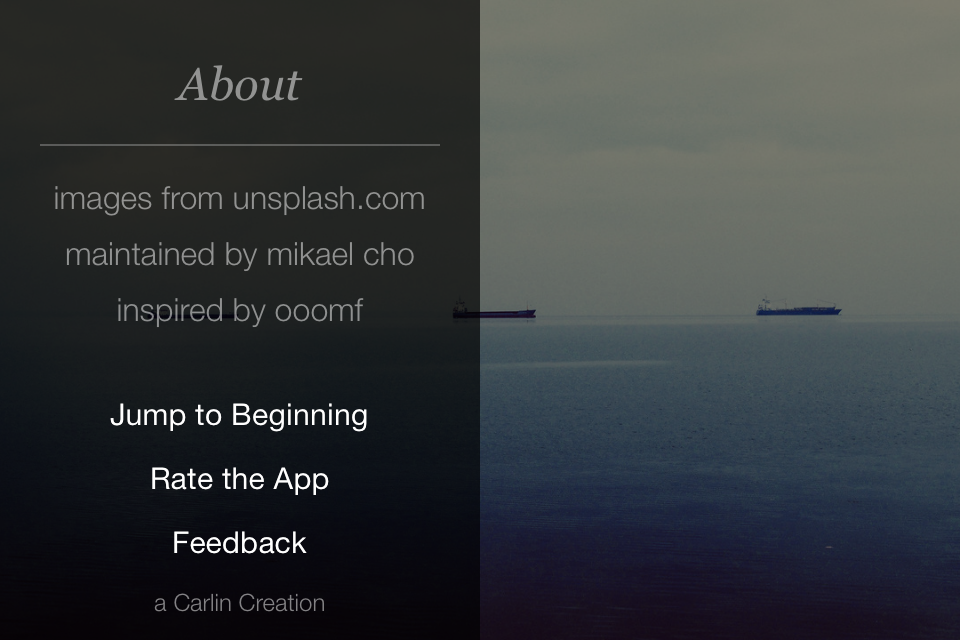 About
images from unsplash.com
maintained by mikael cho
inspired by ooomf
Jump to Beginning
Rate the App
Feedback
a Carlin Creation